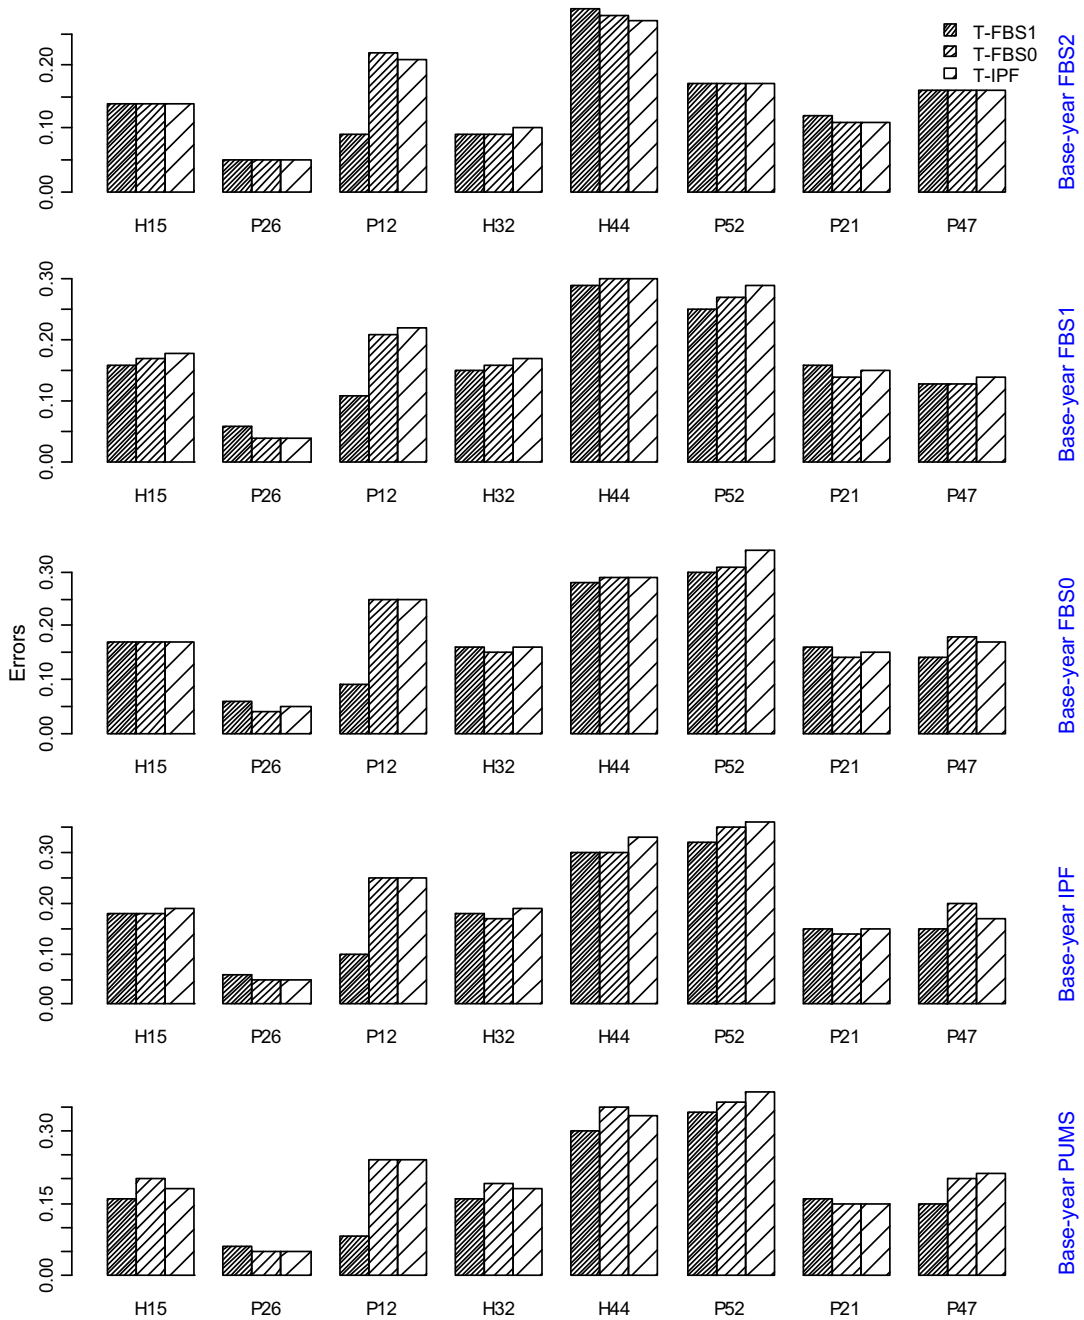 T-FBS1
T-FBS0
T-IPF
0.00 0.10 0.20
Base-year FBS2
H15 P26 P12 H32 H44 P52 P21 P47
0.00 0.10 0.20 0.30
Base-year FBS1
H15 P26 P12 H32 H44 P52 P21 P47
Errors
0.00 0.10 0.20 0.30
Base-year FBS0
H15 P26 P12 H32 H44 P52 P21 P47
0.00 0.10 0.20 0.30
Base-year IPF
H15 P26 P12 H32 H44 P52 P21 P47
0.00 0.15 0.30
Base-year PUMS
H15 P26 P12 H32 H44 P52 P21 P47